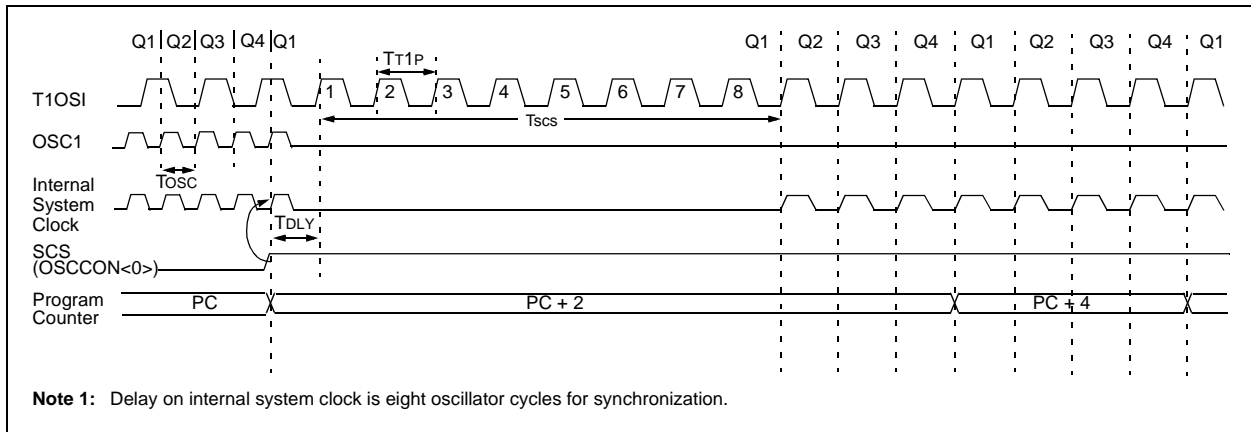 Q1 Q2 Q3 Q4 Q1 Q1 Q2 Q3 Q4 Q1 Q2 Q3 Q4 Q1
TT1P
T1OSI 1 2 3 4 5 6 7 8
TSCS
OSC1
TOSC
Internal
System
Clock
TDLY
SCS
(OSCCON<0>)
Program
Counter
PC PC + 2 PC + 4
Note 1: Delay on internal system clock is eight oscillator cycles for synchronization.